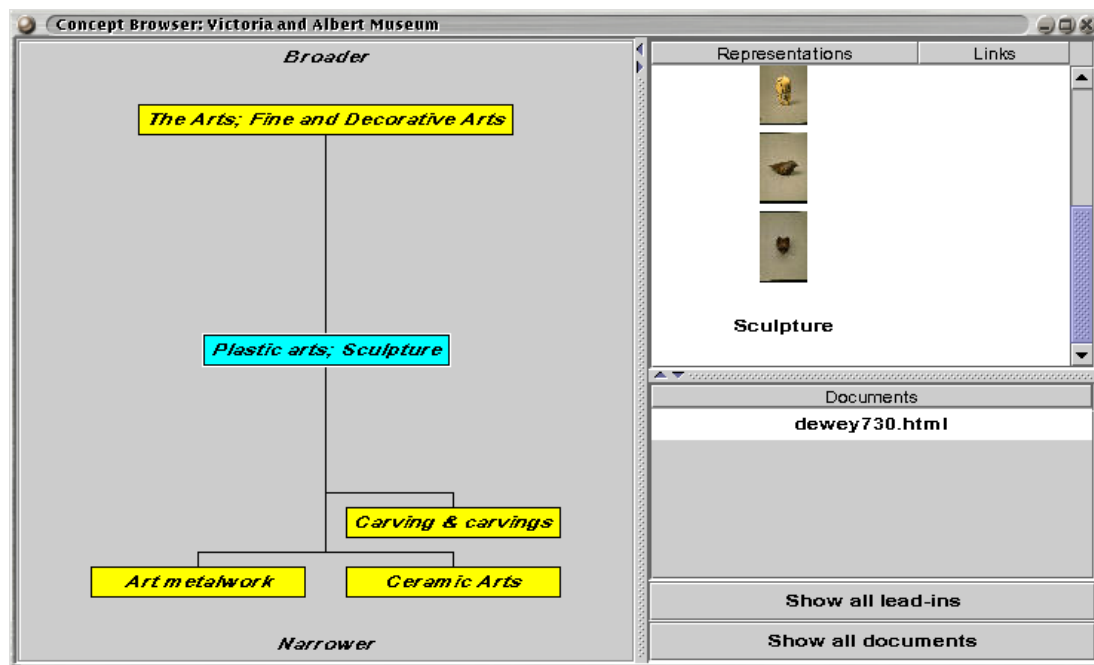 Concept Browser: Victoria and Albert Museum
Broader
The Arts; Fine and Decorative Arts
Plastic arts; Sculpture
Carving & carvings
Art metalwork
Ceramic Arts
Narrower
Representations
Links
Sculpture
Documents
dewey730.html
Show all lead-ins
Show all documents